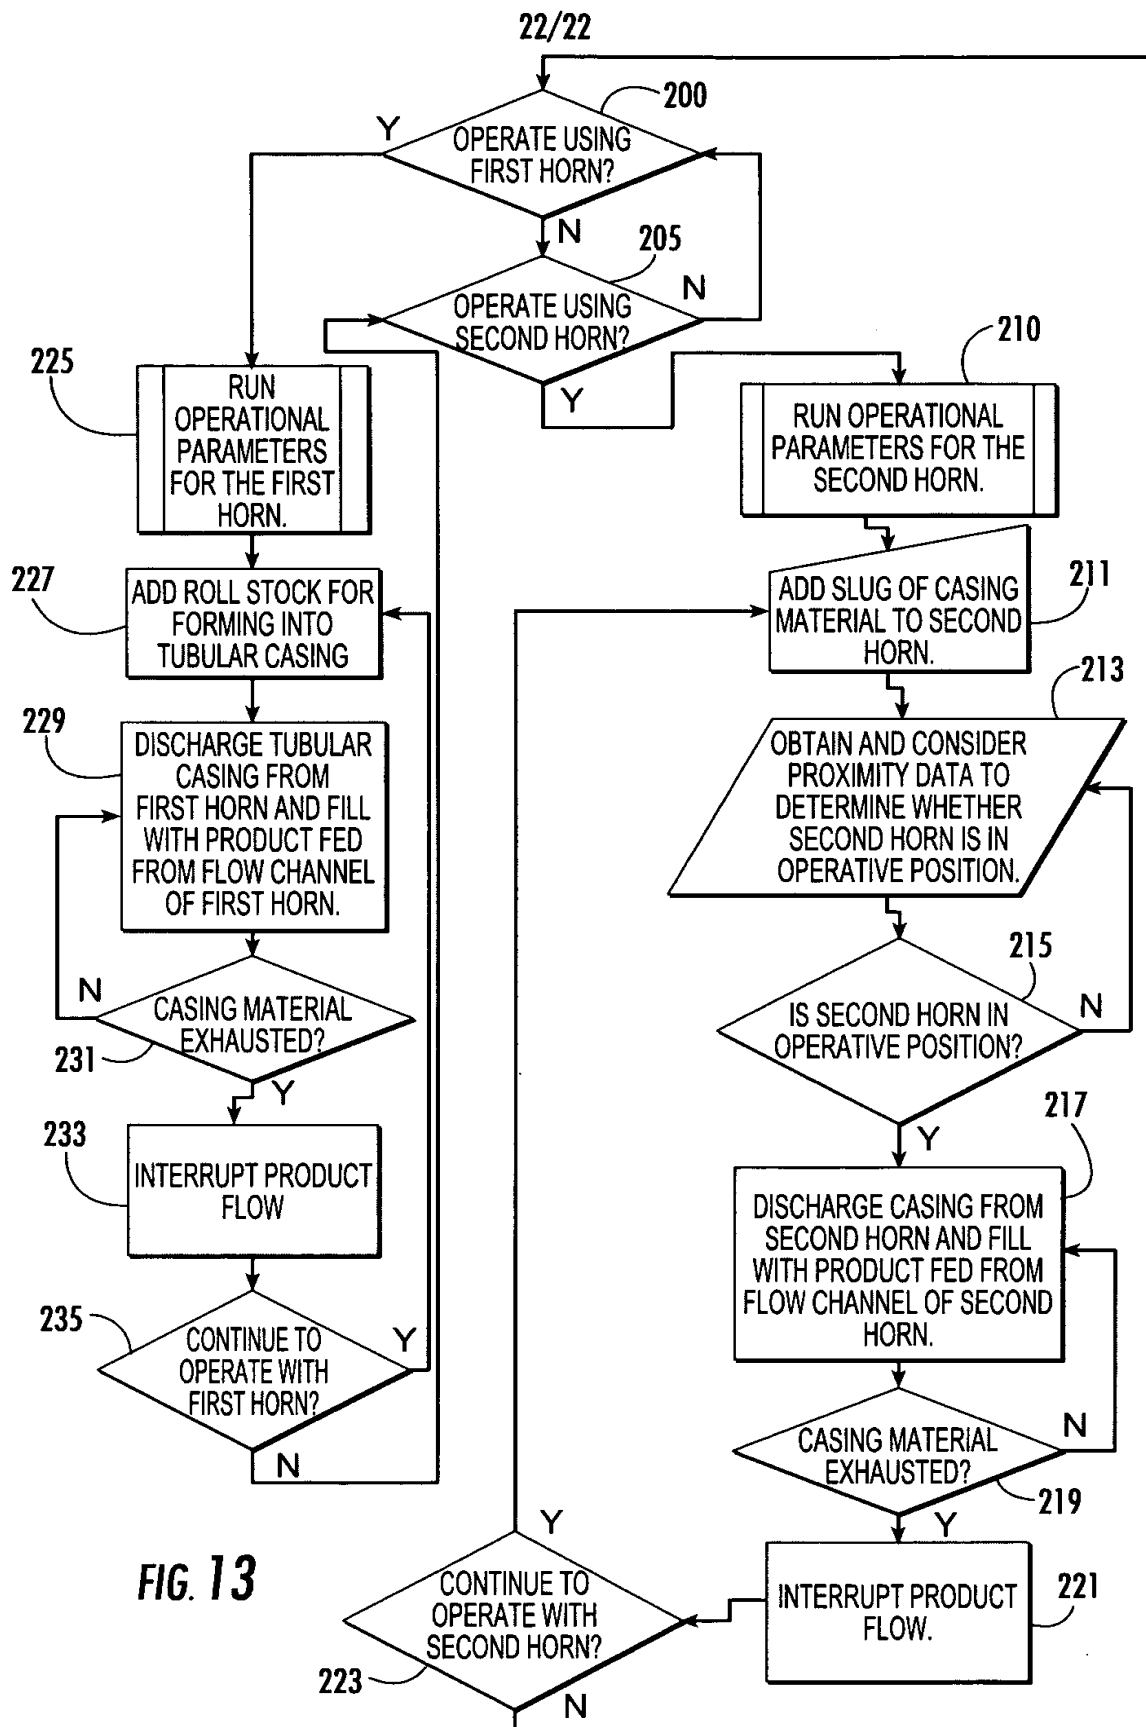 22/22
200
Y
OPERATE USING
FIRST HORN?
N
205
OPERATE USING
SECOND HORN?
N
Y
225
RUN
OPERATIONAL
PARAMETERS
FOR THE FIRST
HORN.
210
RUN OPERATIONAL
PARAMETERS FOR THE
SECOND HORN.
227
ADD ROLL STOCK FOR
FORMING INTO
TUBULAR CASING
211
ADD SLUG OF CASING
MATERIAL TO SECOND
HORN.
229
DISCHARGE TUBULAR
CASING FROM
FIRST HORN AND FILL
WITH PRODUCT FED
FROM FLOW CHANNEL
OF FIRST HORN.
213
OBTAIN AND CONSIDER
PROXIMITY DATA TO
DETERMINE WHETHER
SECOND HORN IS IN
OPERATIVE POSITION.
N
CASING MATERIAL
EXHAUSTED?
231
Y
215
IS SECOND HORN IN
OPERATIVE POSITION?
N
Y
233
INTERRUPT PRODUCT
FLOW
217
DISCHARGE CASING FROM
SECOND HORN AND FILL
WITH PRODUCT FED FROM
FLOW CHANNEL OF SECOND
HORN.
235
CONTINUE TO
OPERATE WITH
FIRST HORN?
Y
N
CASING MATERIAL
EXHAUSTED?
N
219
Y
FIG. 13
Y
CONTINUE TO
OPERATE WITH
SECOND HORN?
223
N
INTERRUPT PRODUCT
FLOW.
221